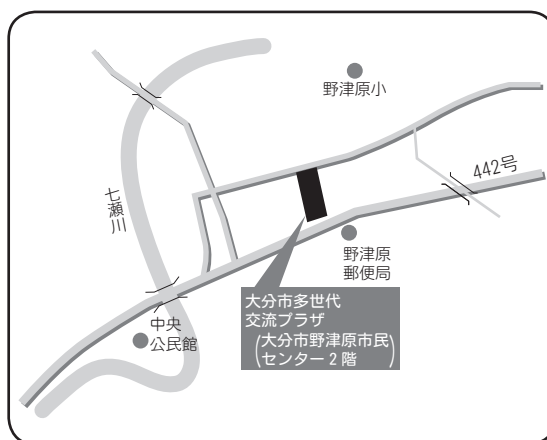 野津原小
442号
七瀬川
野津原
郵便局
中央
公民館
大分市多世代
交流プラザ
(大分市野津原市民
センター2階)